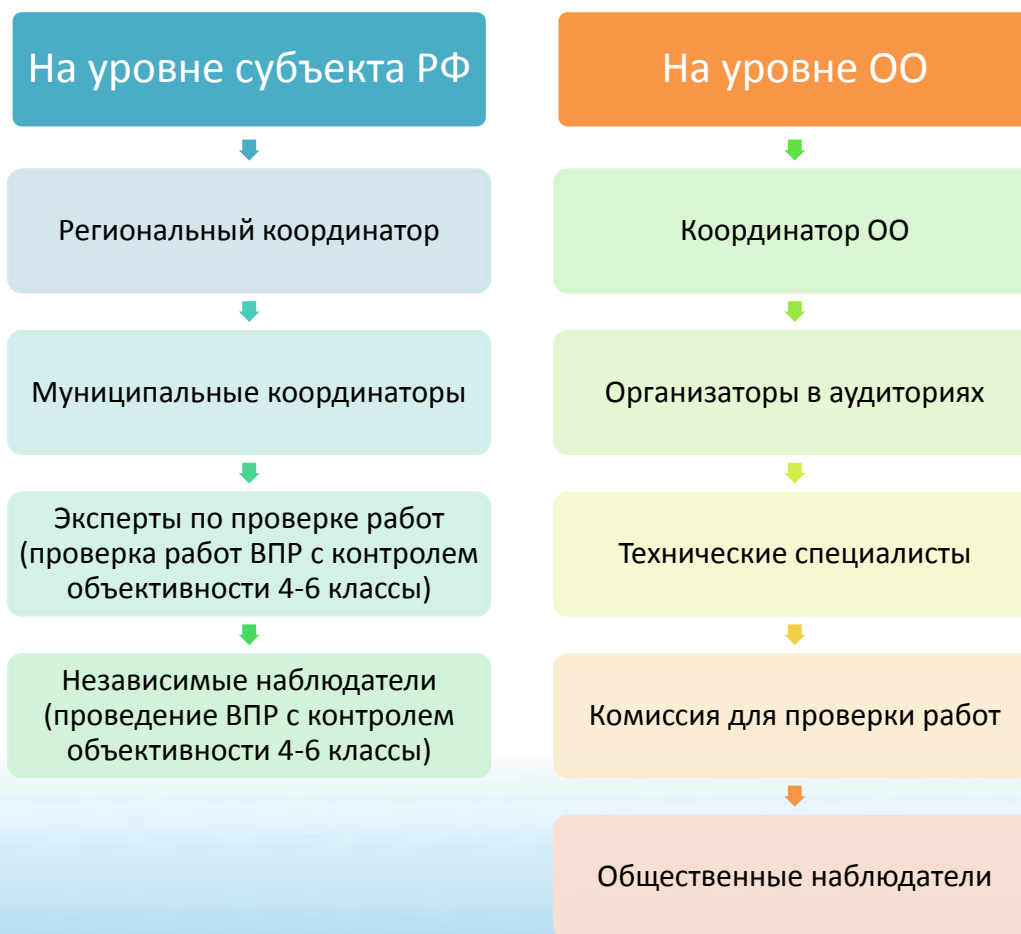 На уровне субъекта РФ
Региональный координатор
Муниципальные координаторы
Эксперты по проверке работ
(проверка работ ВПР с контролем
объективности 4-6 классы)
Независимые наблюдатели
(проведение ВПР с контролем
объективности 4-6 классы)
На уровне ОО
Координатор ОО
Организаторы в аудиториях
Технические специалисты
Комиссия для проверки работ
Общественные наблюдатели